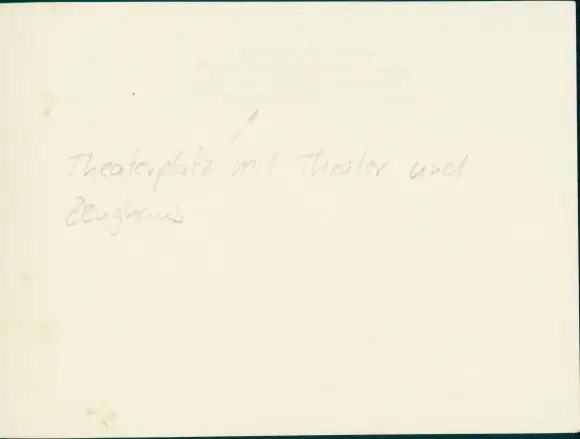 Theaterplatz mit Theater und
Zeughaus